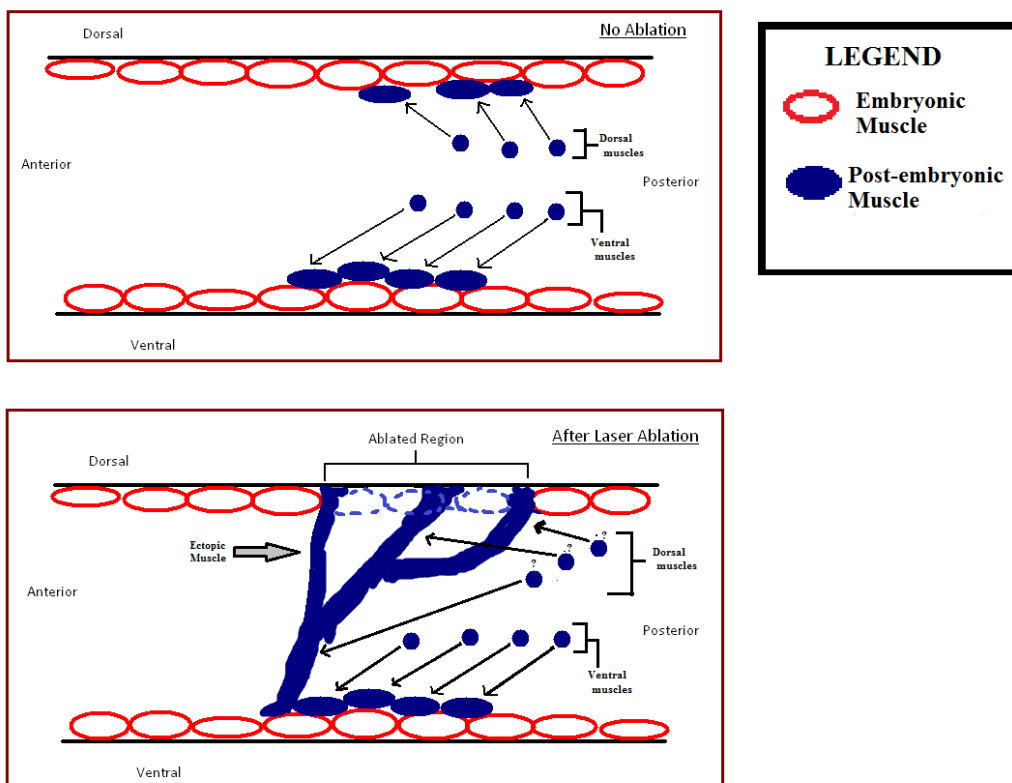 Dorsal
No Ablation
Anterior
Dorsal
muscles
Posterior
Ventral
muscles
Ventral
LEGEND
Embryonic
Muscle
Post-embryonic
Muscle
Ablated Region
After Laser Ablation
Dorsal
Ectopic
Muscle
?
?
?
Dorsal
muscles
Anterior
Posterior
Ventral
muscles
Ventral